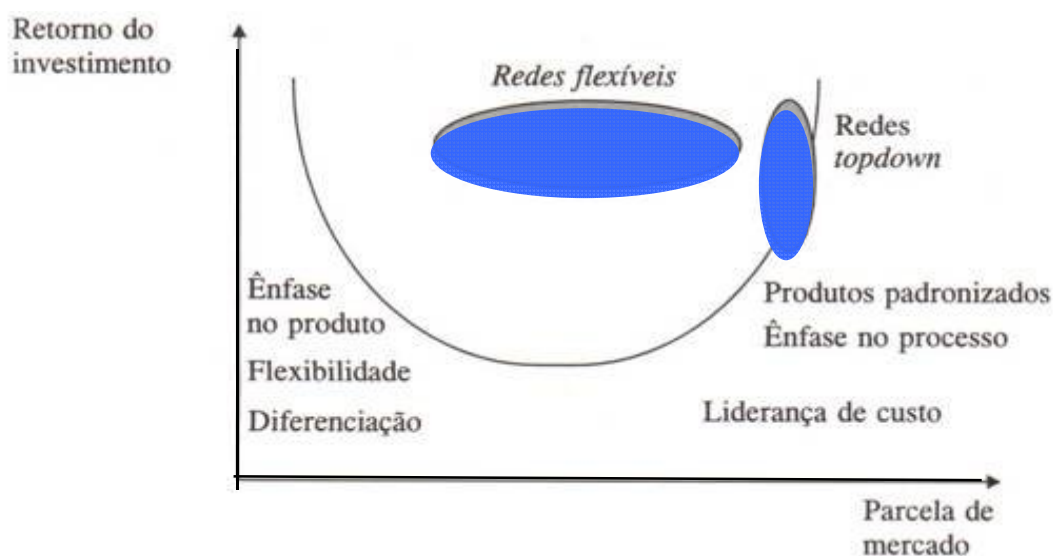 Retorno do
investimento
Redes flexíveis
Redes
topdown
Ênfase
no produto
Flexibilidade
Diferenciação
Produtos padronizados
Ênfase no processo
Liderança de custo
Parcela de
mercado